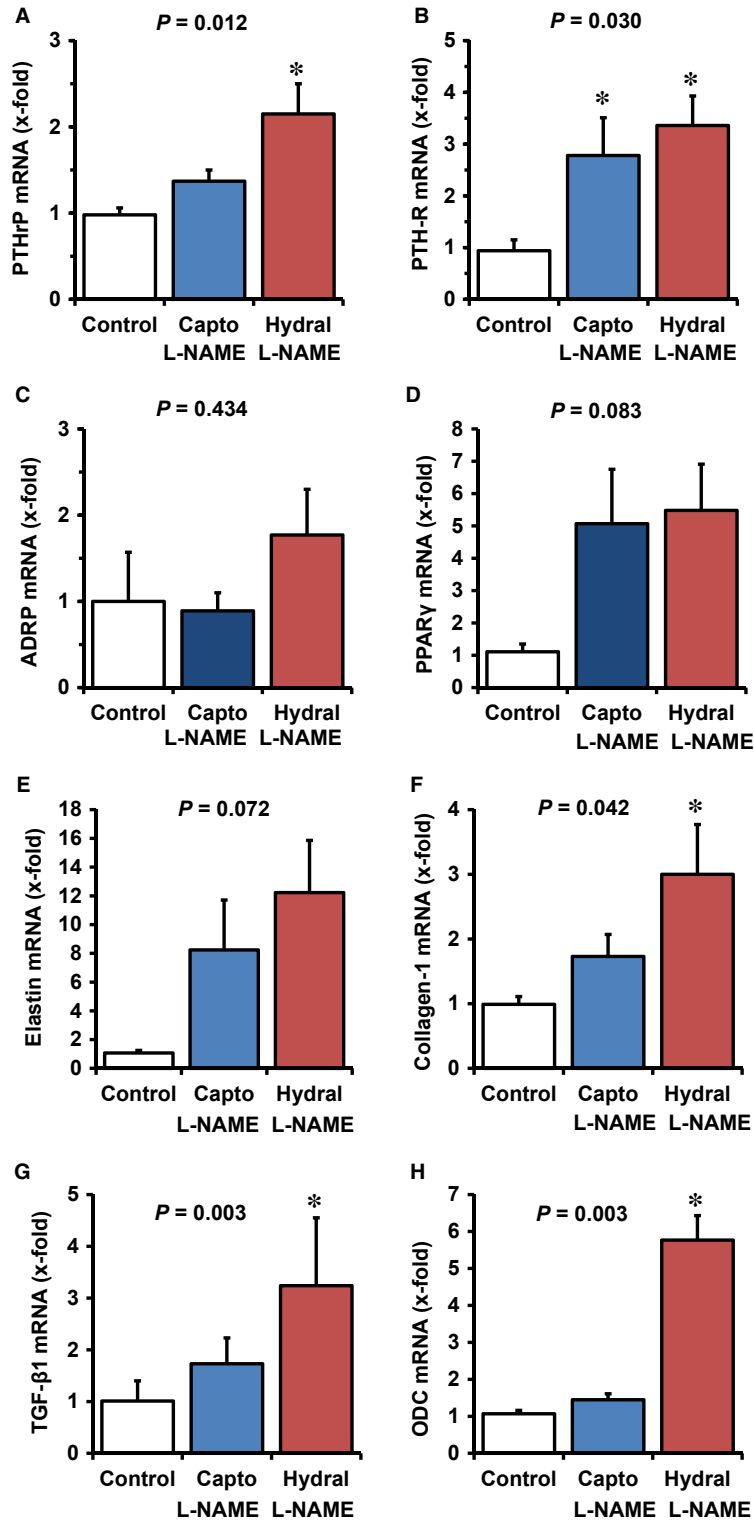 A
P = 0.012
PTHrP mRNA (x-fold)
3
2
1
0
*
Control Capto Hydral
L-NAME L-NAME
B
P = 0.030
PTH-R mRNA (x-fold)
5
4
3
2
1
0
* *
Control Capto Hydral
L-NAME L-NAME
C
P = 0.434
ADRP mRNA (x-fold)
3
2
1
0
Control Capto Hydral
L-NAME L-NAME
D
P = 0.083
PPARγ mRNA (x-fold)
8
7
6
5
4
3
2
1
0
Control Capto Hydral
L-NAME L-NAME
E
P = 0.072
Elastin mRNA (x-fold)
18
16
14
12
10
8
6
4
2
0
Control Capto Hydral
L-NAME L-NAME
F
P = 0.042
Collagen-1 mRNA (x-fold)
4
3
2
1
0
*
Control Capto Hydral
L-NAME L-NAME
G
P = 0.003
TGF-β1 mRNA (x-fold)
5
4
3
2
1
0
*
Control Capto Hydral
L-NAME L-NAME
H
P = 0.003
ODC mRNA (x-fold)
7
6
5
4
3
2
1
0
*
Control Capto Hydral
L-NAME L-NAME